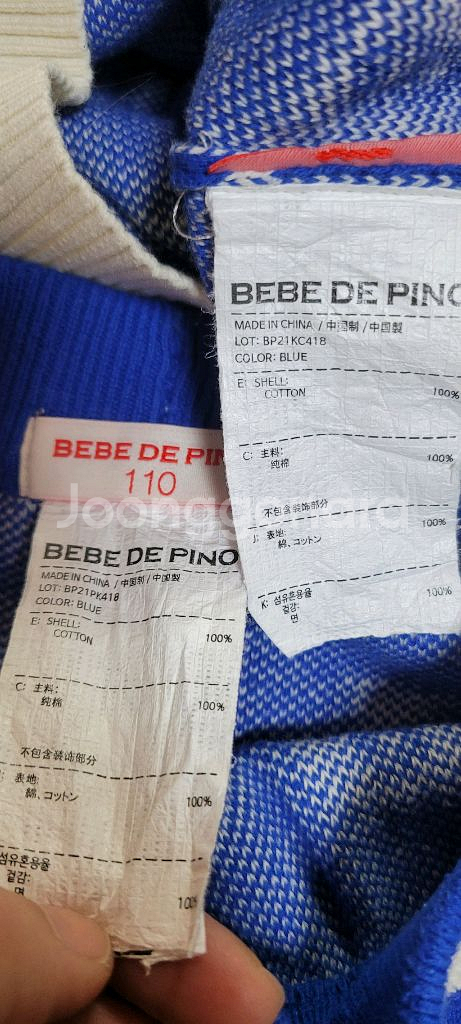 BEBE DE PINO
MADE IN CHINA / 中国制 / 中国製
LOT: BP21KC418
COLOR: BLUE
E: SHELL:
COTTON 100%
C: 主料:
纯棉 100%
不包含装饰部分
J: 表地: 100%
綿、コットン
K: 섬유혼용율 100%
겉감:
면
BEBE DE PIN
110
BEBE DE PINO
MADE IN CHINA / 中国制 / 中国製
LOT: BP21PK418
COLOR: BLUE
E: SHELL: 100%
COTTON
C: 主料:
纯棉 100%
不包含装饰部分
: 表地:
綿、コットン 100%
섬유혼용율
겉감:
면 100%